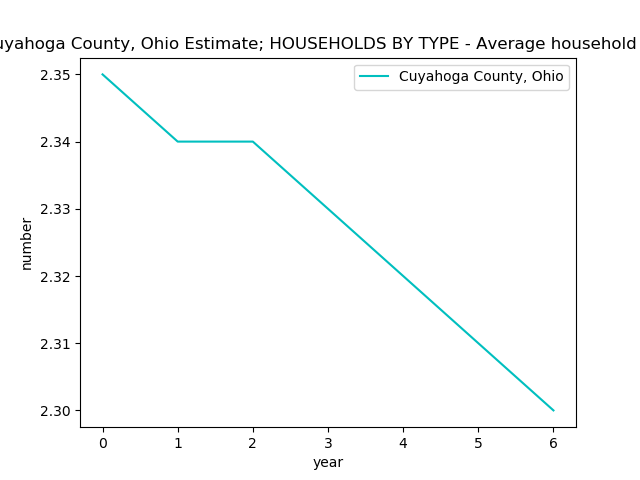 County, Ohio Estimate; HOUSEHOLDS BY TYPE - Average household
Cuyahoga County, Ohio
2.35
2.34
2.33
2.32
2.31
2.30
number
0 1 2 3 4 5 6
year